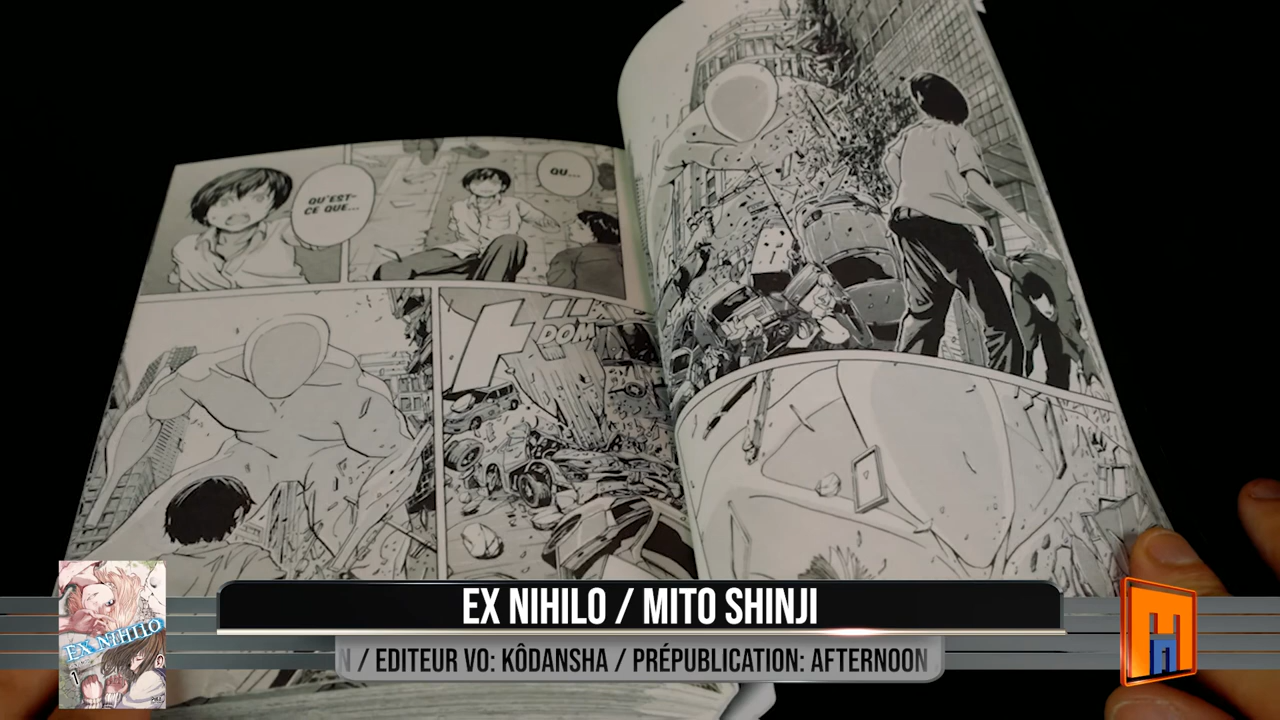 QU'EST-
CE QUE...
QU...
DOM
EX NIHILO
1
EX NIHILO / MITO SHINJI
N / EDITEUR VO: KÔDANSHA / PRÉPUBLICATION: AFTERNOON